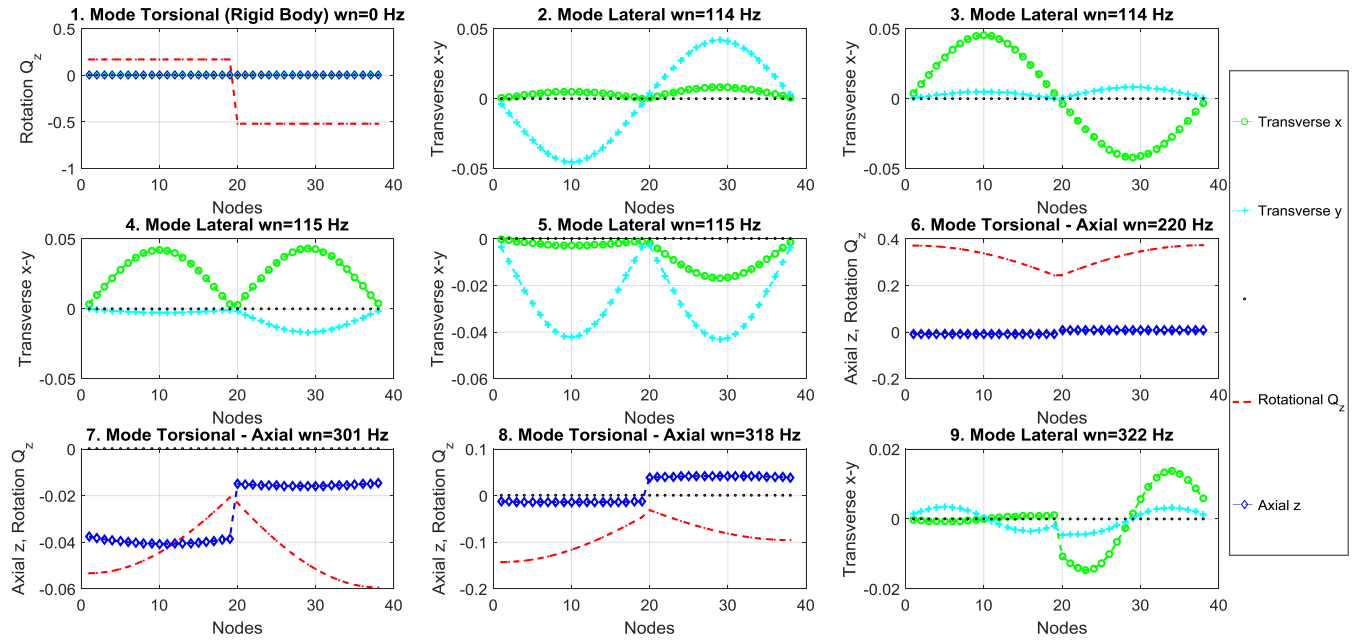 1. Mode Torsional (Rigid Body) wn=0 Hz
0.5
0
-0.5
-1
Rotation Q_z
0 10 20 30 40
Nodes
2. Mode Lateral wn=114 Hz
0.05
0
-0.05
Transverse x-y
0 10 20 30 40
Nodes
3. Mode Lateral wn=114 Hz
0.05
0
-0.05
Transverse x-y
0 10 20 30 40
Nodes
4. Mode Lateral wn=115 Hz
0.05
0
-0.05
Transverse x-y
0 10 20 30 40
Nodes
5. Mode Lateral wn=115 Hz
0
-0.02
-0.04
-0.06
Transverse x-y
0 10 20 30 40
Nodes
6. Mode Torsional - Axial wn=220 Hz
0.4
0.2
0
-0.2
Axial z, Rotation Q_z
0 10 20 30 40
Nodes
7. Mode Torsional - Axial wn=301 Hz
0
-0.02
-0.04
-0.06
Axial z, Rotation Q_z
0 10 20 30 40
Nodes
8. Mode Torsional - Axial wn=318 Hz
0.1
0
-0.1
-0.2
Axial z, Rotation Q_z
0 10 20 30 40
Nodes
9. Mode Lateral wn=322 Hz
0.02
0
-0.02
Transverse x-y
0 10 20 30 40
Nodes
Transverse x
Transverse y
Rotational Q_z
Axial z